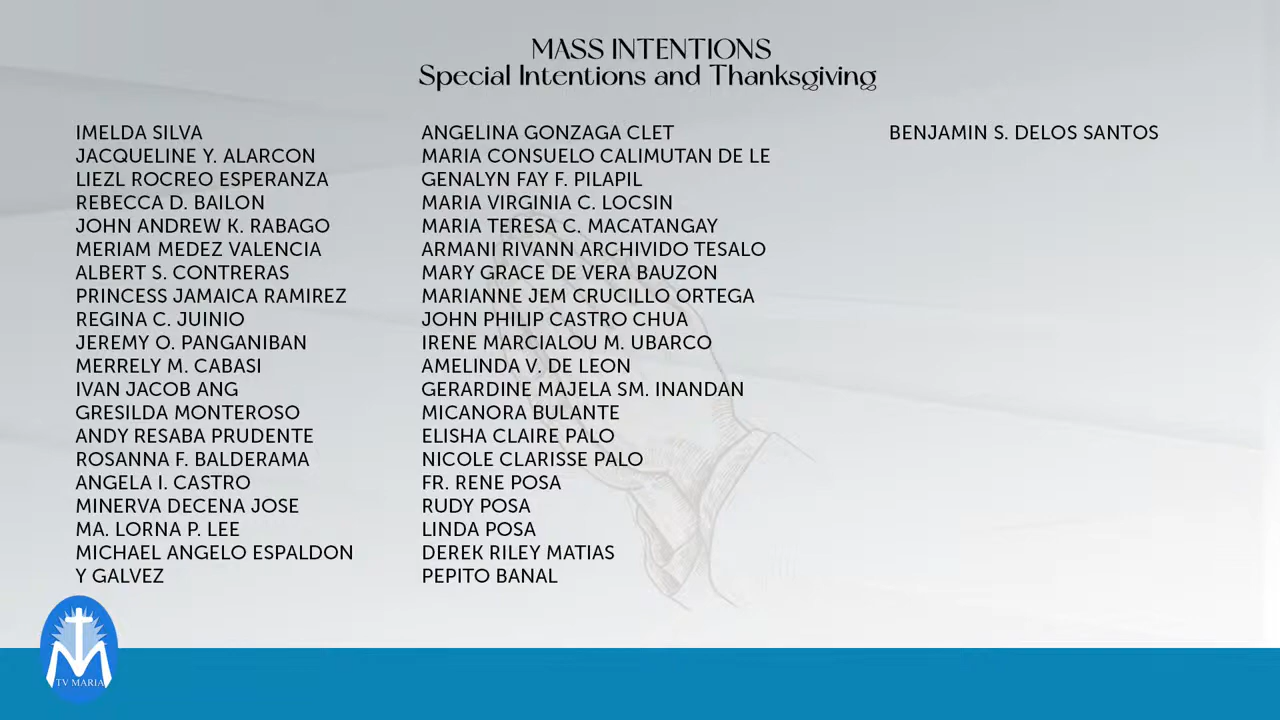 MASS INTENTIONS
Special Intentions and Thanksgiving
IMELDA SILVA
JACQUELINE Y. ALARCON
LIEZL ROCREO ESPERANZA
REBECCA D. BAILON
JOHN ANDREW K. RABAGO
MERIAM MEDEZ VALENCIA
ALBERT S. CONTRERAS
PRINCESS JAMAICA RAMIREZ
REGINA C. JUINIO
JEREMY O. PANGANIBAN
MERRELY M. CABASI
IVAN JACOB ANG
GRESILDA MONTEROSO
ANDY RESABA PRUDENTE
ROSANNA F. BALDERAMA
ANGELA I. CASTRO
MINERVA DECENA JOSE
MA. LORNA P. LEE
MICHAEL ANGELO ESPALDON
Y GALVEZ
ANGELINA GONZAGA CLET
MARIA CONSUELO CALIMUTAN DE LE
GENALYN FAY F. PILAPIL
MARIA VIRGINIA C. LOCSIN
MARIA TERESA C. MACATANGAY
ARMANI RIVANN ARCHIVIDO TESALO
MARY GRACE DE VERA BAUZON
MARIANNE JEM CRUCILLO ORTEGA
JOHN PHILIP CASTRO CHUA
IRENE MARCIALOU M. UBARCO
AMELINDA V. DE LEON
GERARDINE MAJELA SM. INANDAN
MICANORA BULANTE
ELISHA CLAIRE PALO
NICOLE CLARISSE PALO
FR. RENE POSA
RUDY POSA
LINDA POSA
DEREK RILEY MATIAS
PEPITO BANAL
BENJAMIN S. DELOS SANTOS
TV MARIA